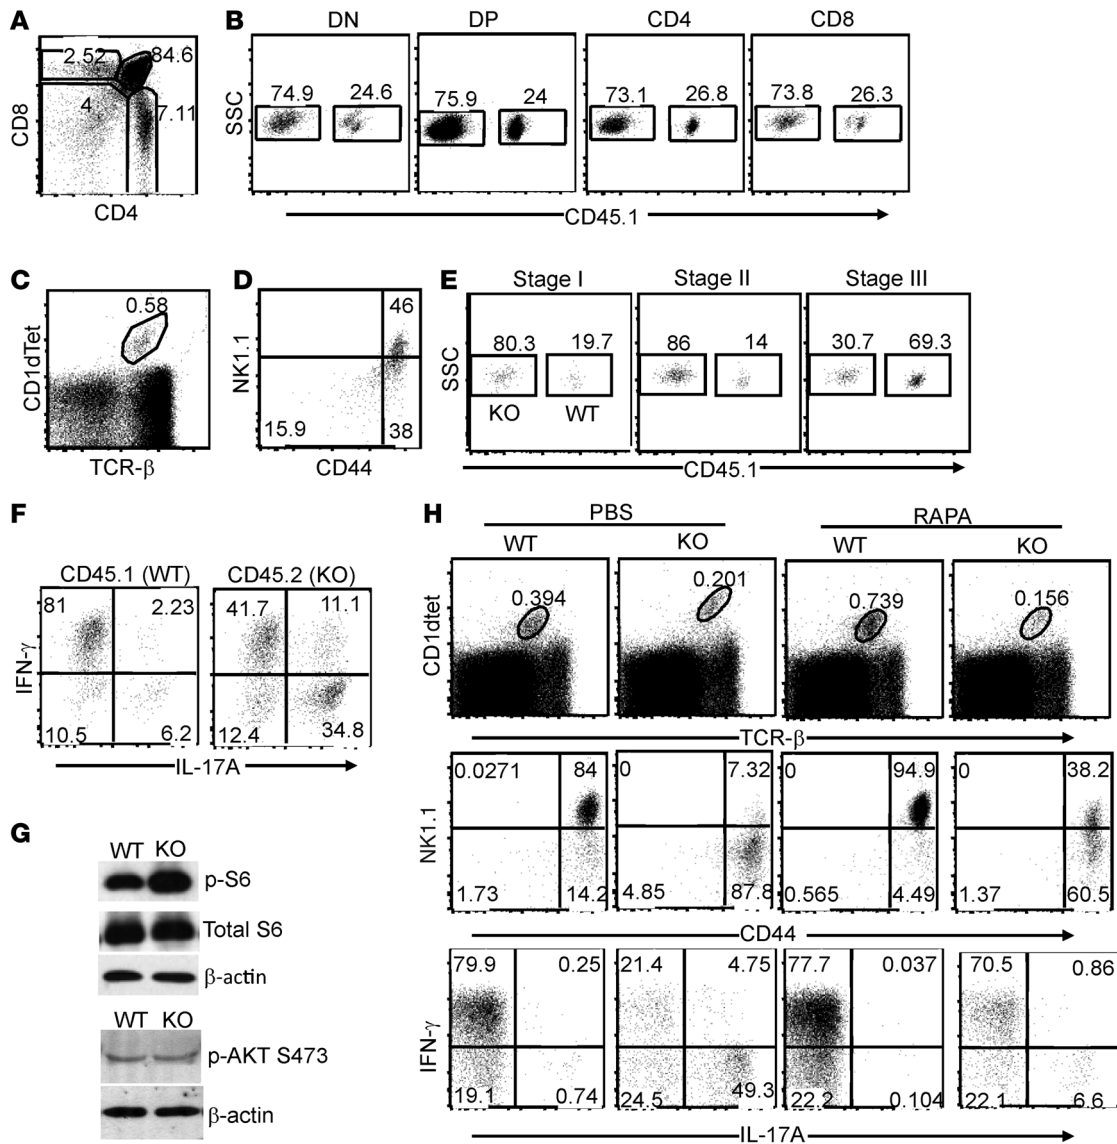 A
2.52
84.6
4
7.11
CD8
CD4
B
DN
DP
CD4
CD8
74.9
24.6
75.9
24
73.1
26.8
73.8
26.3
SSC
CD45.1
C
0.58
CD1dTet
TCR-β
D
46
15.9
38
NK1.1
CD44
E
Stage I
Stage II
Stage III
80.3
19.7
86
14
30.7
69.3
KO
WT
SSC
CD45.1
F
CD45.1 (WT)
CD45.2 (KO)
81
2.23
41.7
11.1
10.5
6.2
12.4
34.8
IFN-γ
IL-17A
G
WT KO
p-S6
Total S6
β-actin
WT KO
p-AKT S473
β-actin
H
PBS
RAPA
WT
KO
WT
KO
0.394
0.201
0.739
0.156
CD1dtet
TCR-β
0.0271
84
0
7.32
0
94.9
0
38.2
1.73
14.2
4.85
87.8
0.565
4.49
1.37
60.5
NK1.1
CD44
79.9
0.25
21.4
4.75
77.7
0.037
70.5
0.86
19.1
0.74
24.5
49.3
22.2
0.104
22.1
6.6
IFN-γ
IL-17A